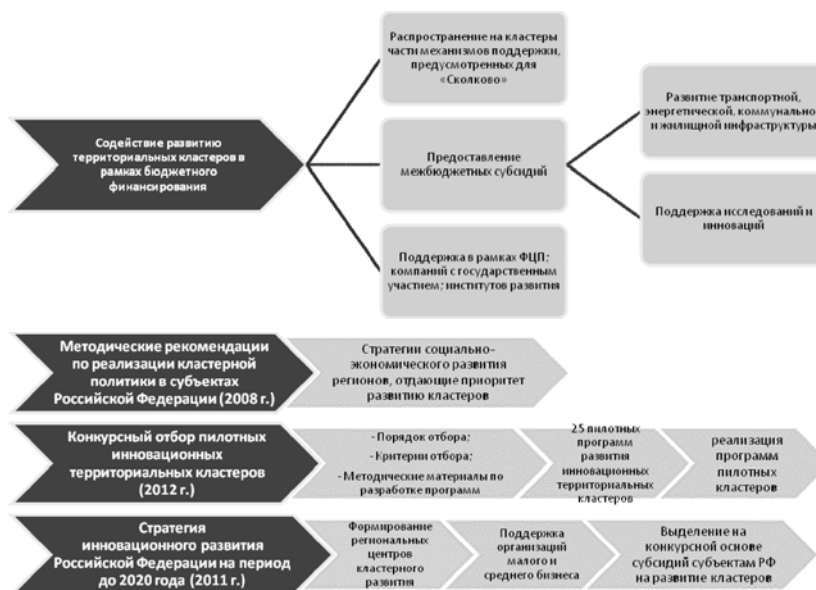 Содействие развитию
территориальных кластеров в
рамках бюджетного
финансирования
Распространение на кластеры
части механизмов поддержки,
предусмотренных для
«Сколково»
Предоставление
межбюджетных субсидий
Поддержка в рамках ФЦП;
компаний с государственным
участием; институтов развития
Развитие транспортной,
энергетической, коммунально
и жилищной инфраструктуры
Поддержка исследований и
инноваций
Методические рекомендации
по реализации кластерной
политики в субъектах
Российской Федерации (2008 г.)
Стратегии социально-
экономического развития
регионов, отдающие приоритет
развитию кластеров
Конкурсный отбор пилотных
инновационных
территориальных кластеров
(2012 г.)
- Порядок отбора;
- Критерии отбора;
- Методические материалы по
разработке программ
25 пилотных
программ
развития
инновационных
территориальных
кластеров
реализация
программ
пилотных
кластеров
Стратегия
инновационного развития
Российской Федерации на период
до 2020 года (2011 г.)
Формирование
региональных
центров
кластерного
развития
Поддержка
организаций
малого и
среднего бизнеса
Выделение на
конкурсной основе
субсидий субъектам РФ
на развитие кластеров